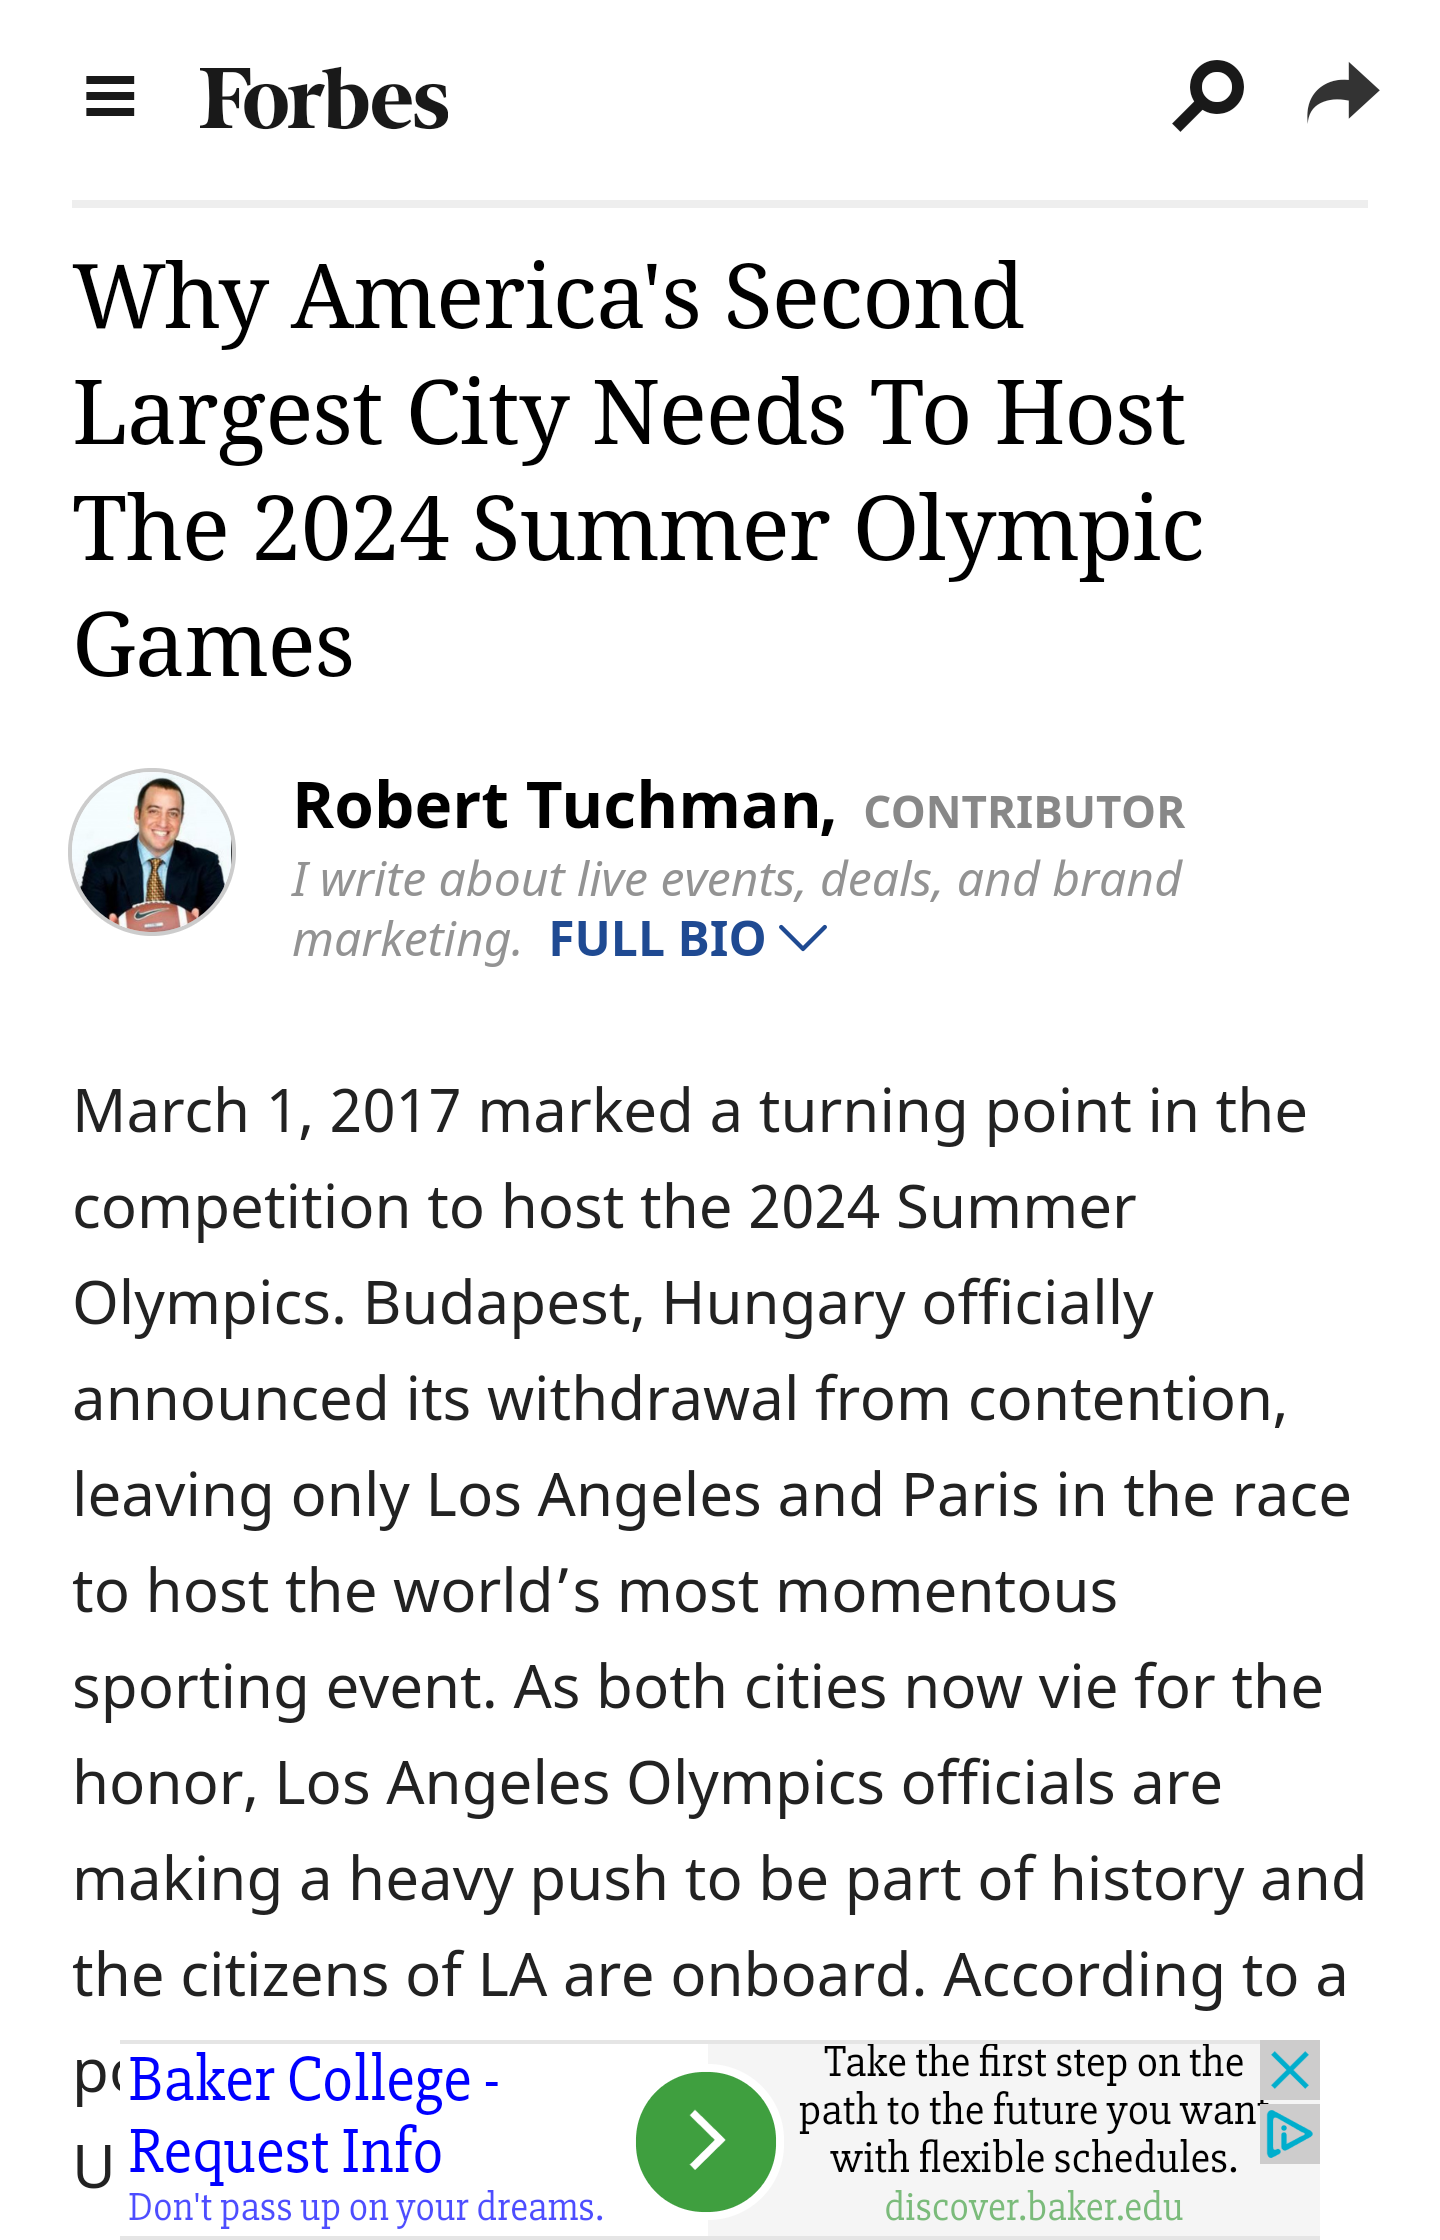 Forbes
Why America's Second
Largest City Needs To Host
The 2024 Summer Olympic
Games
Robert Tuchman, CONTRIBUTOR
I write about live events, deals, and brand
marketing. FULL BIO
March 1, 2017 marked a turning point in the
competition to host the 2024 Summer
Olympics. Budapest, Hungary officially
announced its withdrawal from contention,
leaving only Los Angeles and Paris in the race
to host the world’s most momentous
sporting event. As both cities now vie for the
honor, Los Angeles Olympics officials are
making a heavy push to be part of history and
the citizens of LA are onboard. According to a
Baker College -
Request Info
Don't pass up on your dreams.
Take the first step on the
path to the future you want
with flexible schedules.
discover.baker.edu